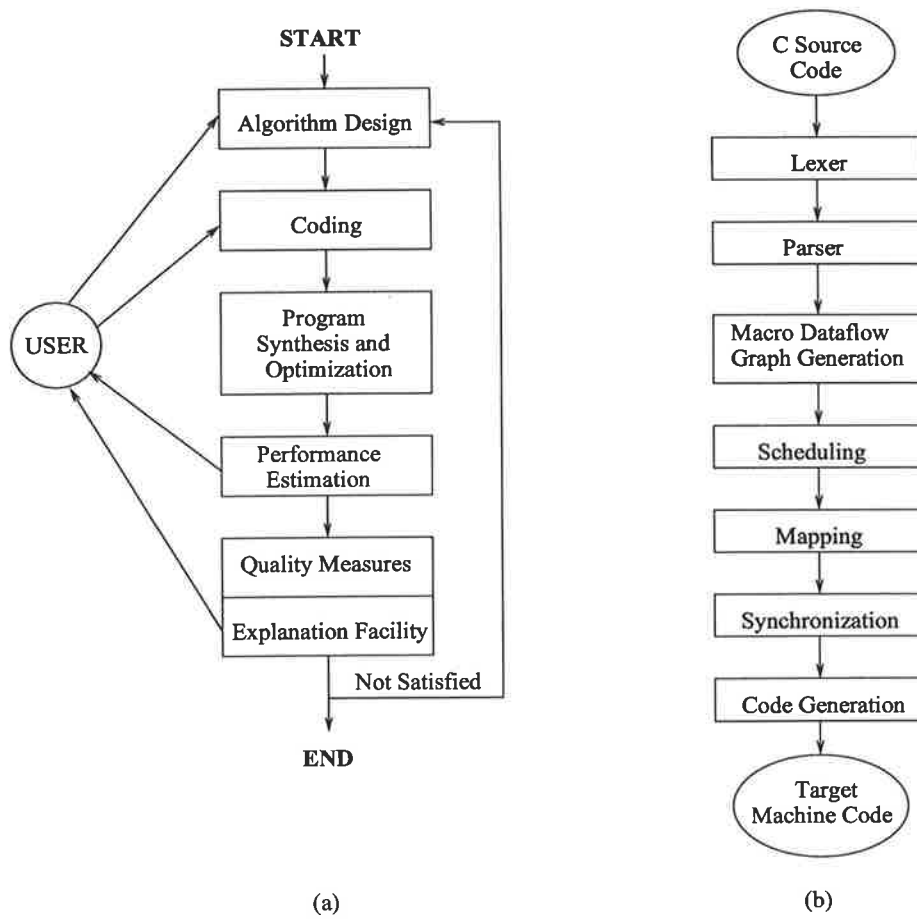 START
Algorithm Design
Coding
Program
Synthesis and
Optimization
USER
Performance
Estimation
Quality Measures
Explanation Facility
Not Satisfied
END
(a)
C Source
Code
Lexer
Parser
Macro Dataflow
Graph Generation
Scheduling
Mapping
Synchronization
Code Generation
Target
Machine Code
(b)